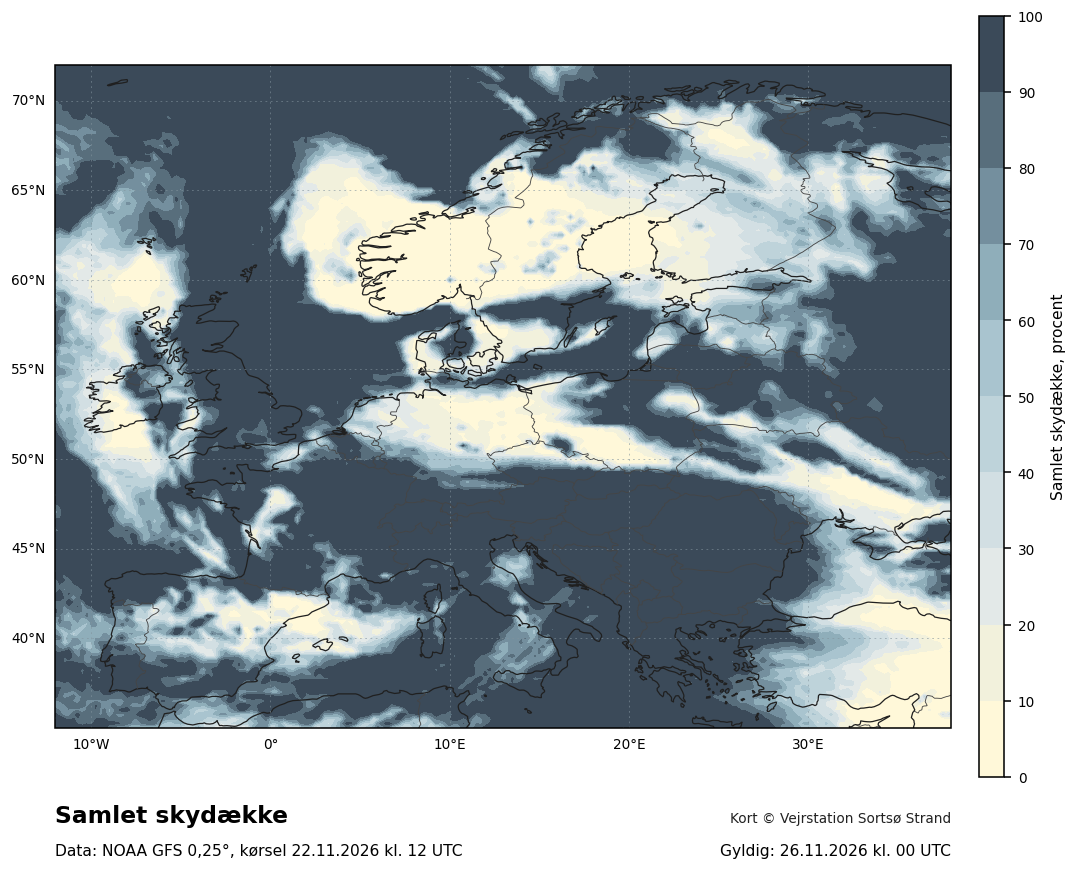 70°N
65°N
60°N
55°N
50°N
45°N
40°N
10°W
0°
10°E
20°E
30°E
100
90
80
70
60
50
40
30
20
10
0
Samlet skydække, procent
Samlet skydække
Kort © Vejrstation Sortsø Strand
Data: NOAA GFS 0,25°, kørsel 22.11.2026 kl. 12 UTC
Gyldig: 26.11.2026 kl. 00 UTC